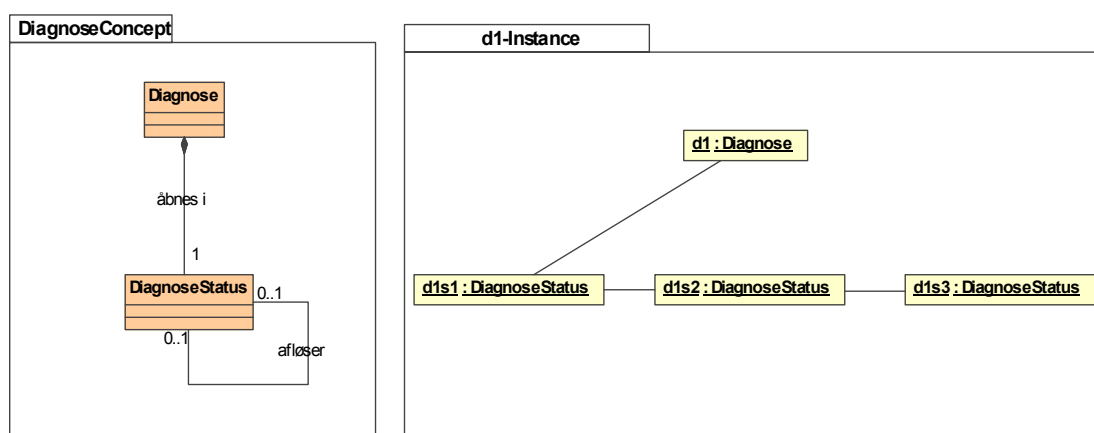 DiagnoseConcept
Diagnose
åbnes i
1
DiagnoseStatus
0..1
0..1
afløser
d1-Instance
d1 : Diagnose
d1s1 : DiagnoseStatus
d1s2 : DiagnoseStatus
d1s3 : DiagnoseStatus